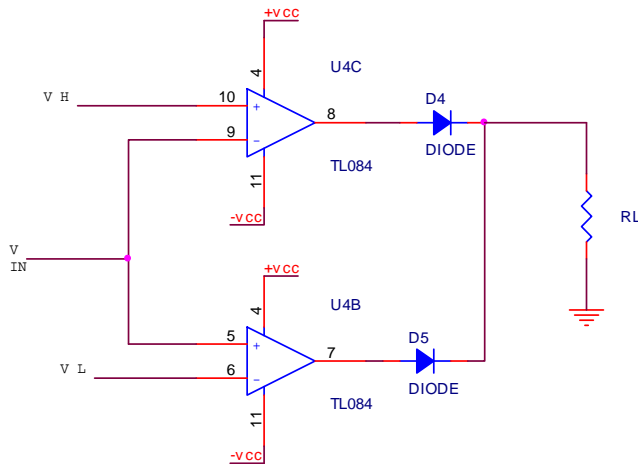 +vcc
4
U4C
V H
10
+
8
D4
9
-
DIODE
11
TL084
-vcc
RL
V
IN
+vcc
4
U4B
5
+
7
D5
V L
6
-
DIODE
11
TL084
-vcc